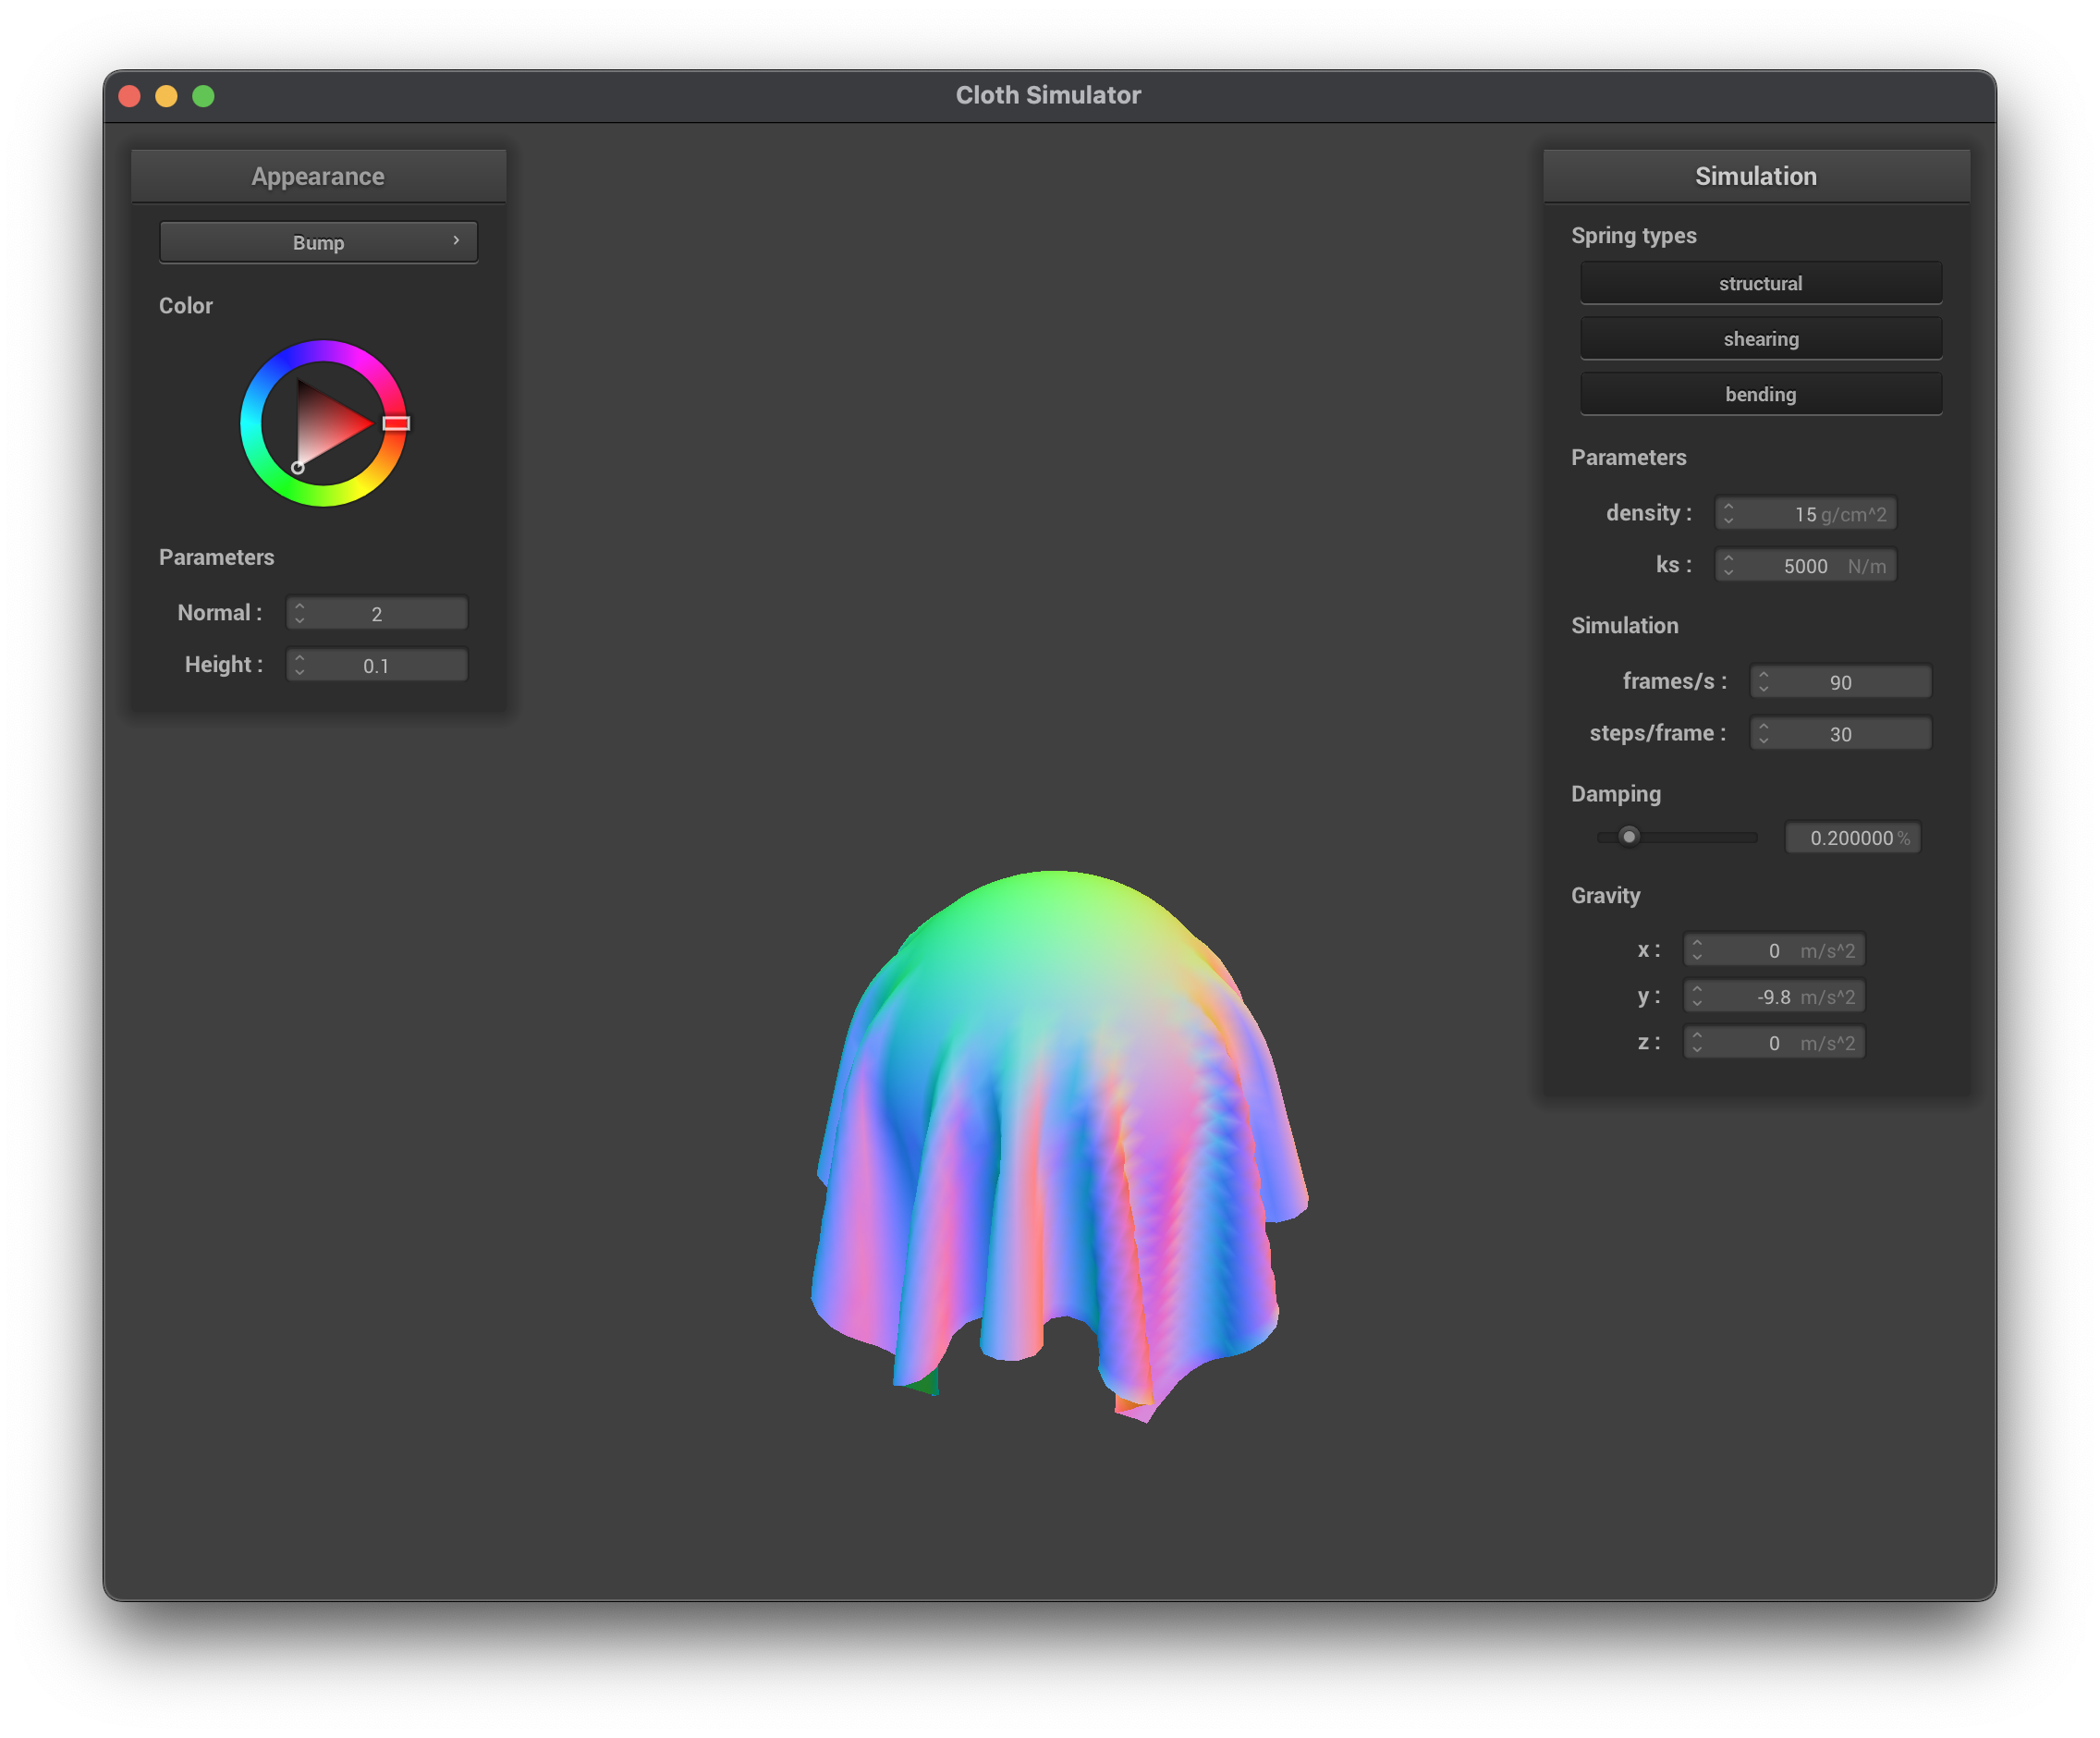 Cloth Simulator
Appearance
Bump
Color
Parameters
Normal : 2
Height : 0.1
Simulation
Spring types
structural
shearing
bending
Parameters
density : 15 g/cm^2
ks : 5000 N/m
Simulation
frames/s : 90
steps/frame : 30
Damping
0.200000 %
Gravity
x : 0 m/s^2
y : -9.8 m/s^2
z : 0 m/s^2